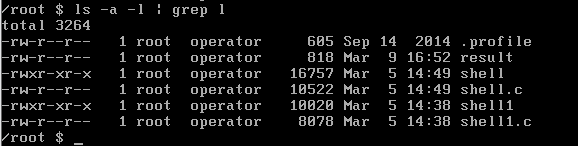 /root $ ls -a -l ¦ grep l
total 3264
-rw-r--r--   1 root  operator      605 Sep 14  2014 .profile
-rw-r--r--   1 root  operator      818 Mar  9 16:52 result
-rwxr-xr-x   1 root  operator    16757 Mar  5 14:49 shell
-rw-r--r--   1 root  operator    10522 Mar  5 14:49 shell.c
-rwxr-xr-x   1 root  operator    10020 Mar  5 14:38 shell1
-rw-r--r--   1 root  operator     8078 Mar  5 14:38 shell1.c
/root $ _